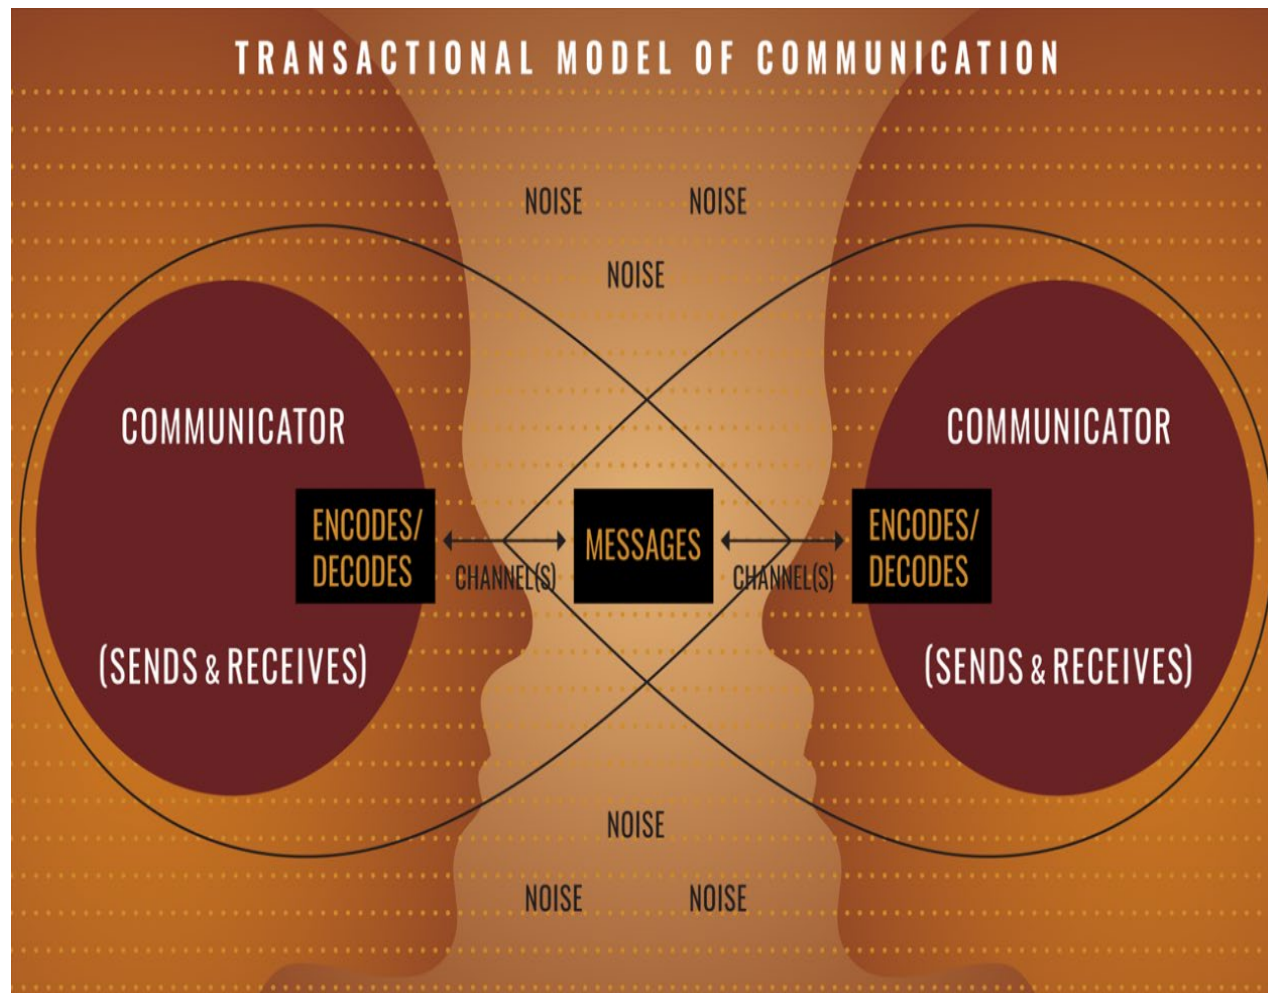 TRANSACTIONAL MODEL OF COMMUNICATION
NOISE NOISE
NOISE
COMMUNICATOR
ENCODES/
DECODES
(SENDS & RECEIVES)
CHANNEL(S)
MESSAGES
CHANNEL(S)
COMMUNICATOR
ENCODES/
DECODES
(SENDS & RECEIVES)
NOISE
NOISE NOISE